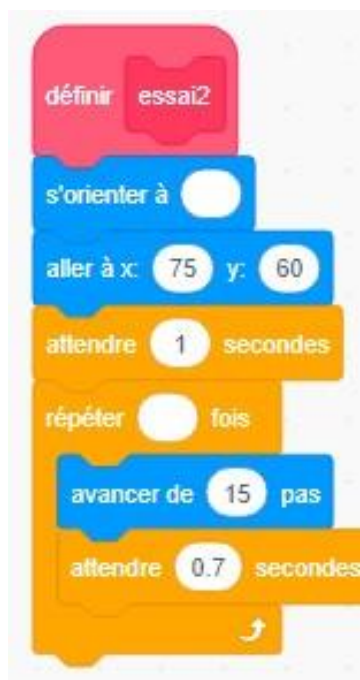 définir essai2
s'orienter à
aller à x: 75 y: 60
attendre 1 secondes
répéter fois
avancer de 15 pas
attendre 0.7 secondes